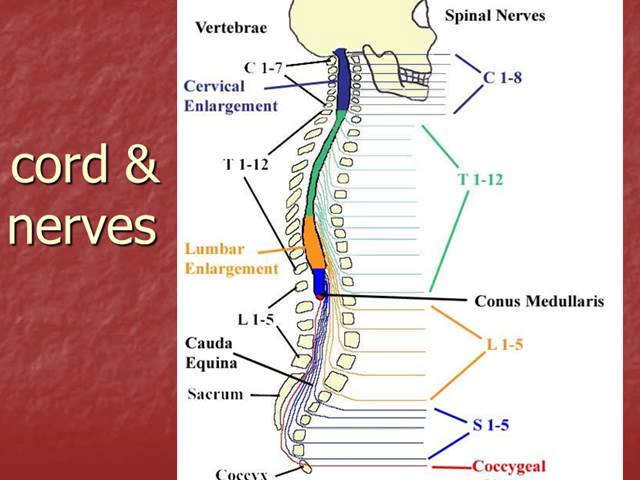 cord &
nerves
Vertebrae
Spinal Nerves
C 1-7
Cervical
Enlargement
C 1-8
T 1-12
T 1-12
Lumbar
Enlargement
Conus Medullaris
L 1-5
L 1-5
Cauda
Equina
Sacrum
S 1-5
Coccygeal
Coccyx